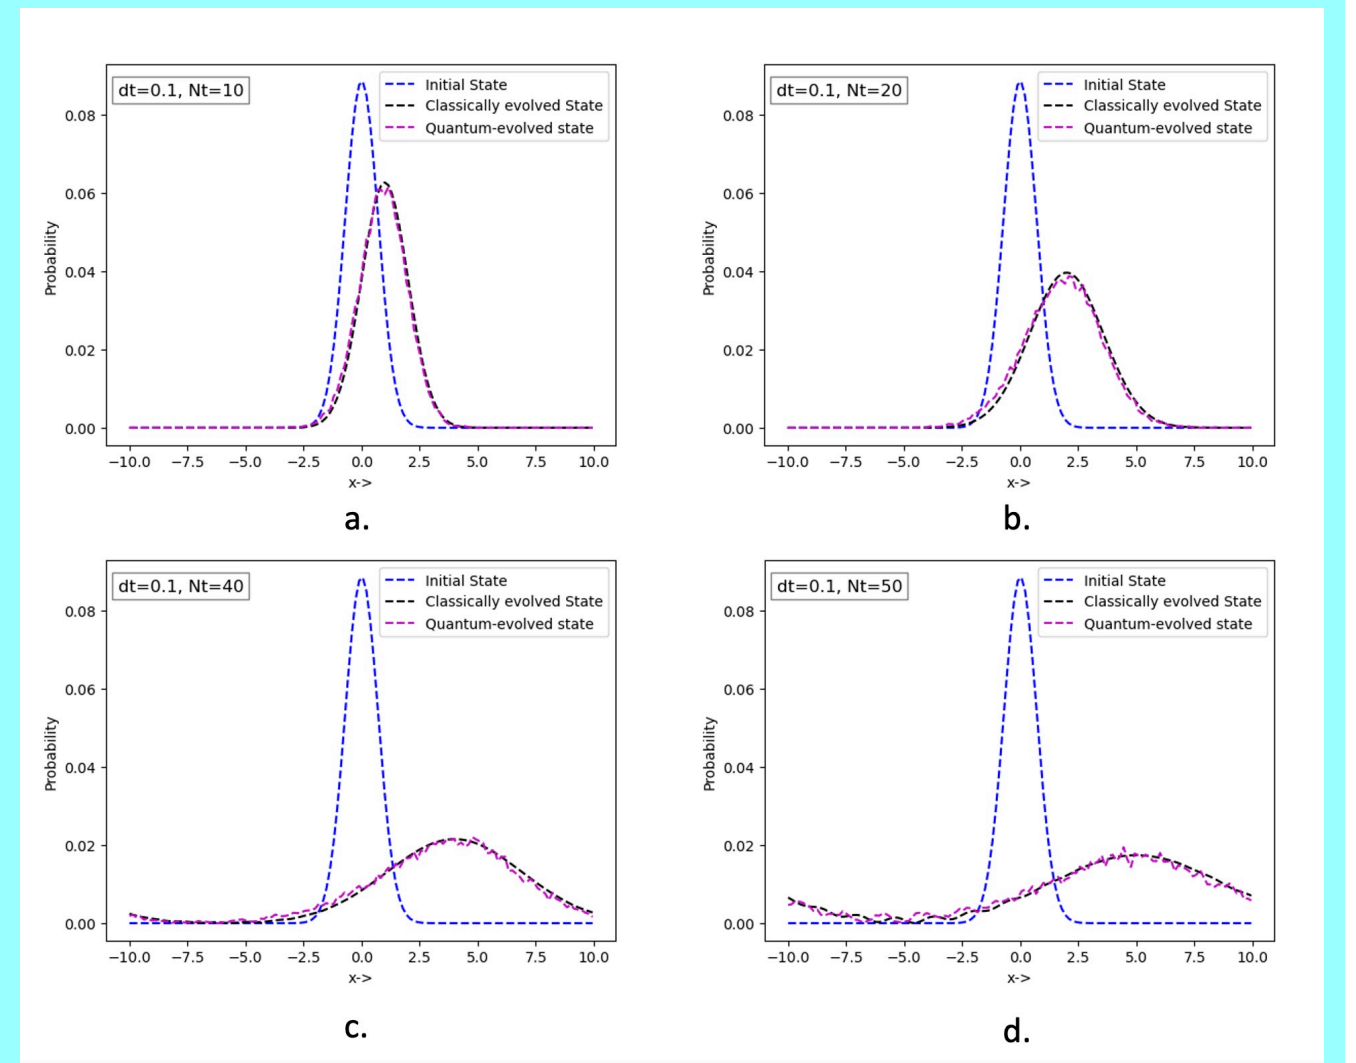 dt=0.1, Nt=10
Initial State
Classically evolved State
Quantum-evolved state
0.08
0.06
0.04
0.02
0.00
Probability
−10.0 −7.5 −5.0 −2.5 0.0 2.5 5.0 7.5 10.0
x->
a.
dt=0.1, Nt=20
Initial State
Classically evolved State
Quantum-evolved state
0.08
0.06
0.04
0.02
0.00
Probability
−10.0 −7.5 −5.0 −2.5 0.0 2.5 5.0 7.5 10.0
x->
b.
dt=0.1, Nt=40
Initial State
Classically evolved State
Quantum-evolved state
0.08
0.06
0.04
0.02
0.00
Probability
−10.0 −7.5 −5.0 −2.5 0.0 2.5 5.0 7.5 10.0
x->
c.
dt=0.1, Nt=50
Initial State
Classically evolved State
Quantum-evolved state
0.08
0.06
0.04
0.02
0.00
Probability
−10.0 −7.5 −5.0 −2.5 0.0 2.5 5.0 7.5 10.0
x->
d.